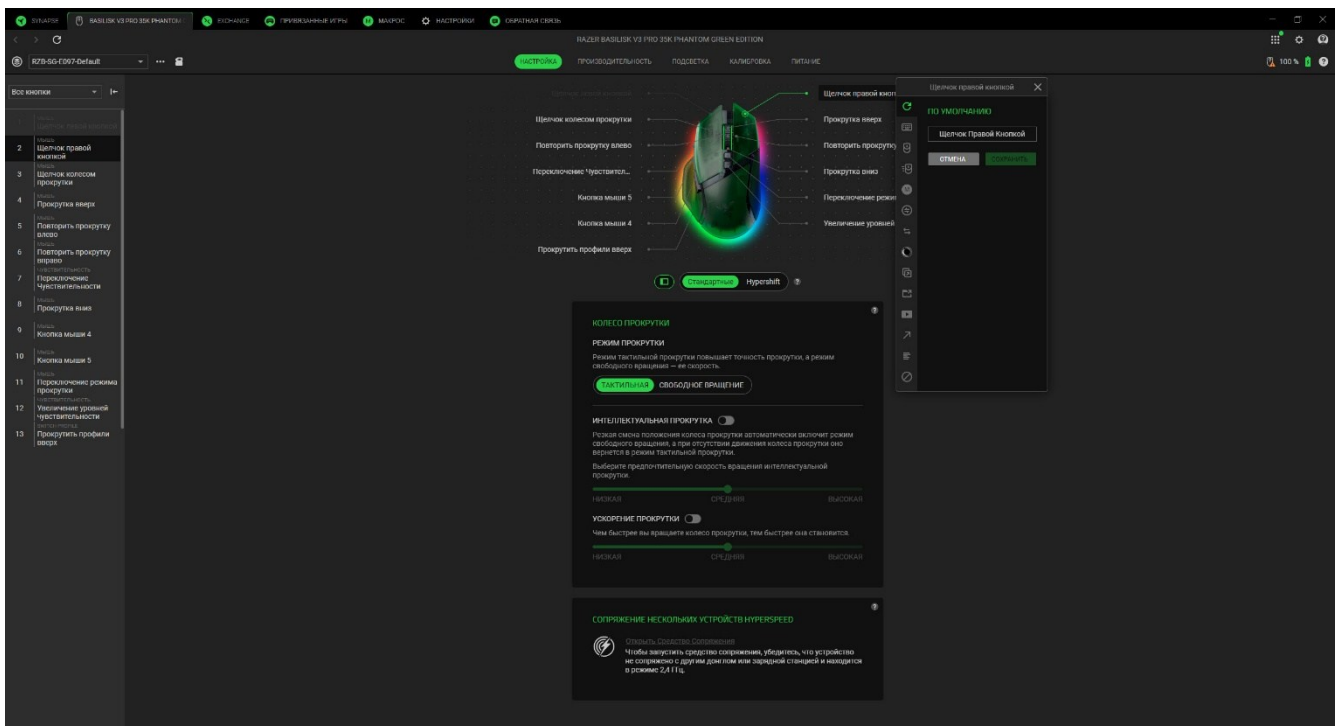 SYNAPSE
BASILISK V3 PRO 35K PHANTOM
EXCHANGE
ПРИВЯЗАННЫЕ ИГРЫ
МАКРОС
НАСТРОЙКИ
ОБРАТНАЯ СВЯЗЬ
RAZER BASILISK V3 PRO 35K PHANTOM GREEN EDITION
RZB-SG-E097-Default
НАСТРОЙКА
ПРОИЗВОДИТЕЛЬНОСТЬ
ПОДСВЕТКА
КАЛИБРОВКА
ПИТАНИЕ
100 %
Все кнопки
1
МЫШЬ
Щелчок левой кнопкой
2
МЫШЬ
Щелчок правой
кнопкой
3
МЫШЬ
Щелчок колесом
прокрутки
4
МЫШЬ
Прокрутка вверх
5
МЫШЬ
Повторить прокрутку
влево
6
МЫШЬ
Повторить прокрутку
вправо
7
ЧУВСТВИТЕЛЬНОСТЬ
Переключение
Чувствительности
8
МЫШЬ
Прокрутка вниз
9
МЫШЬ
Кнопка мыши 4
10
МЫШЬ
Кнопка мыши 5
11
МЫШЬ
Переключение режима
прокрутки
12
ЧУВСТВИТЕЛЬНОСТЬ
Увеличение уровней
чувствительности
13
Прокрутить профили
вверх
Щелчок левой кнопкой
Щелчок колесом прокрутки
Повторить прокрутку влево
Переключение Чувствител...
Кнопка мыши 5
Кнопка мыши 4
Прокрутить профили вверх
Щелчок правой кноп
Прокрутка вверх
Повторить прокрутку
Прокрутка вниз
Переключение режи
Увеличение уровней
Стандартные
Hypershift
КОЛЕСО ПРОКРУТКИ
РЕЖИМ ПРОКРУТКИ
Режим тактильной прокрутки повышает точность прокрутки, а режим
свободного вращения — ее скорость.
ТАКТИЛЬНАЯ
СВОБОДНОЕ ВРАЩЕНИЕ
ИНТЕЛЛЕКТУАЛЬНАЯ ПРОКРУТКА
Резкая смена положения колеса прокрутки автоматически включит режим
свободного вращения, а при отсутствии движения колеса прокрутки оно
вернется в режим тактильной прокрутки.
Выберите предпочтительную скорость вращения интеллектуальной
прокрутки.
НИЗКАЯ
СРЕДНЯЯ
ВЫСОКАЯ
УСКОРЕНИЕ ПРОКРУТКИ
Чем быстрее вы вращаете колесо прокрутки, тем быстрее она становится.
НИЗКАЯ
СРЕДНЯЯ
ВЫСОКАЯ
СОПРЯЖЕНИЕ НЕСКОЛЬКИХ УСТРОЙСТВ HYPERSPEED
Открыть Средство Сопряжения
Чтобы запустить средство сопряжения, убедитесь, что устройство
не сопряжено с другим донглом или зарядной станцией и находится
в режиме 2,4 ГГц.
Щелчок правой кнопкой
ПО УМОЛЧАНИЮ
Щелчок Правой Кнопкой
ОТМЕНА
СОХРАНИТЬ